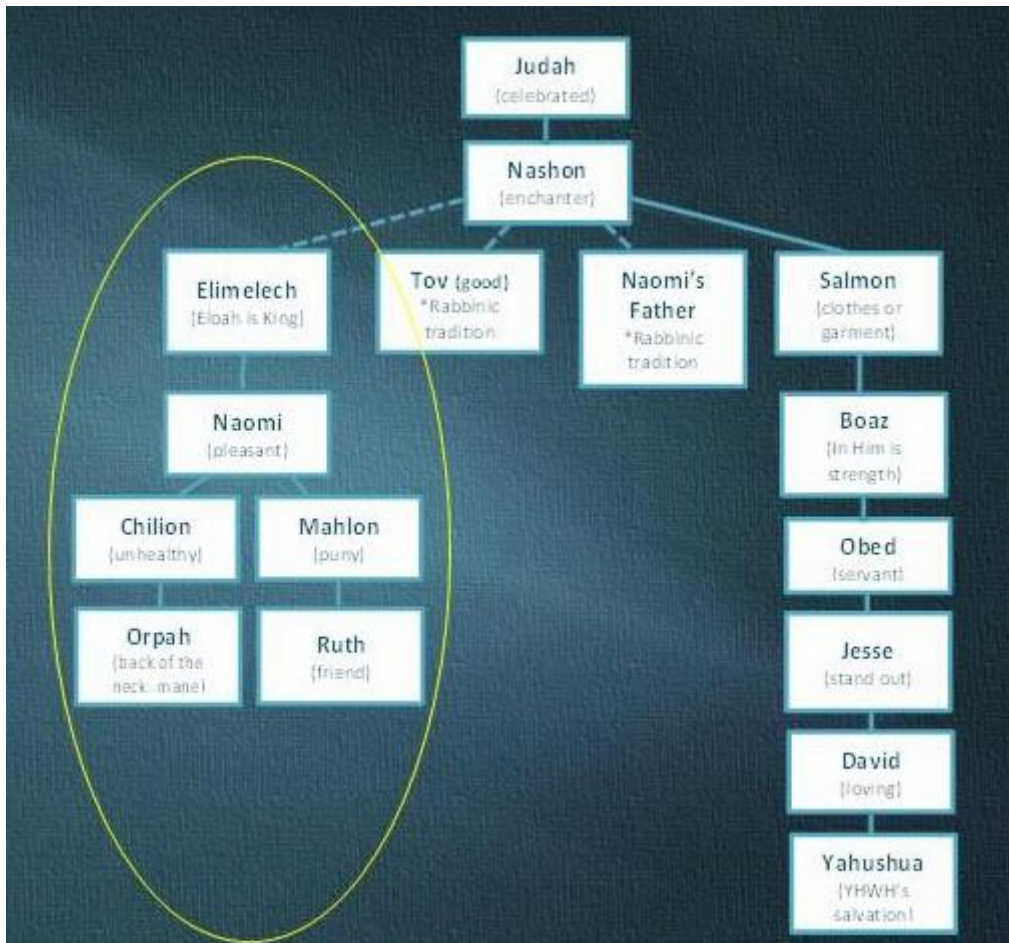 Judah
(celebrated)
Nashon
(enchanter)
Elimelech
(Eloah is King)
Tov (good)
*Rabbinic
tradition
Naomi's
Father
*Rabbinic
tradition
Salmon
(clothes or
garment)
Naomi
(pleasant)
Boaz
(In Him is
strength)
Chilion
(unhealthy)
Mahlon
(puny)
Obed
(servant)
Orpah
(back of the
neck..mane)
Ruth
(friend)
Jesse
(stand out)
David
(loving)
Yahushua
(YHWH's
salvation)